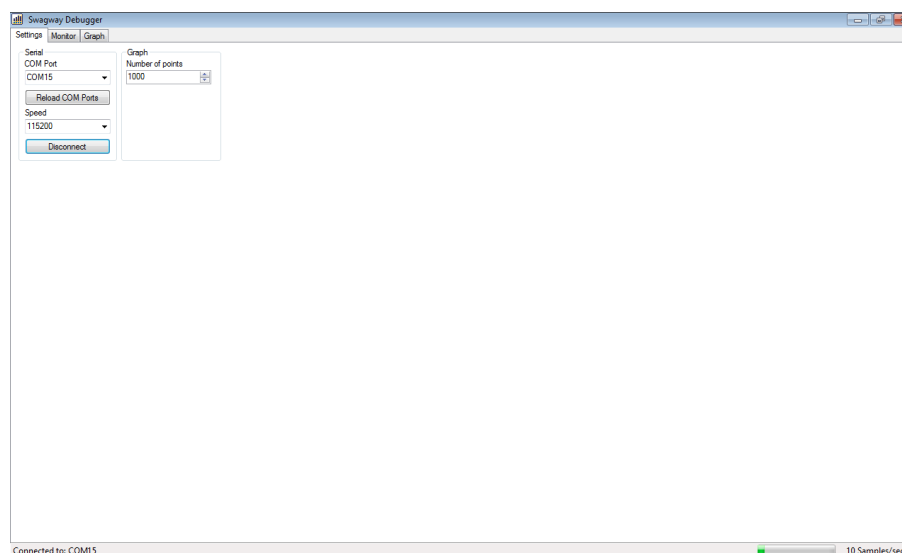 Swagway Debugger
Settings Monitor Graph
Serial
COM Port
COM15
Reload COM Ports
Speed
115200
Disconnect
Graph
Number of points
1000
Connected to: COM15
10 Samples/sec